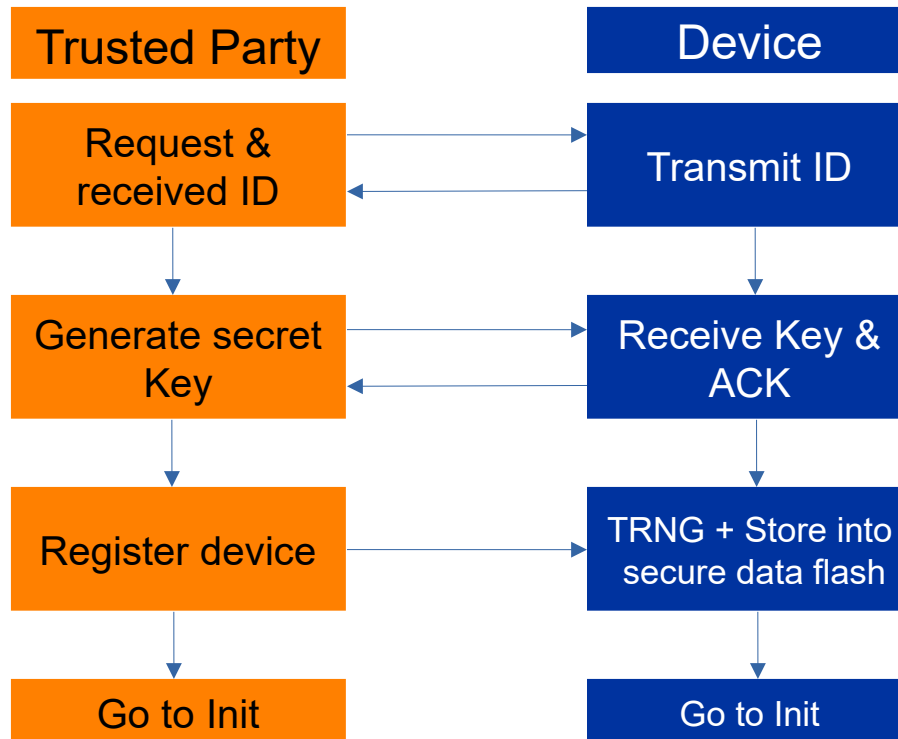 Trusted Party
Device
Request &
received ID
Transmit ID
Generate secret
Key
Receive Key &
ACK
Register device
TRNG + Store into
secure data flash
Go to Init
Go to Init